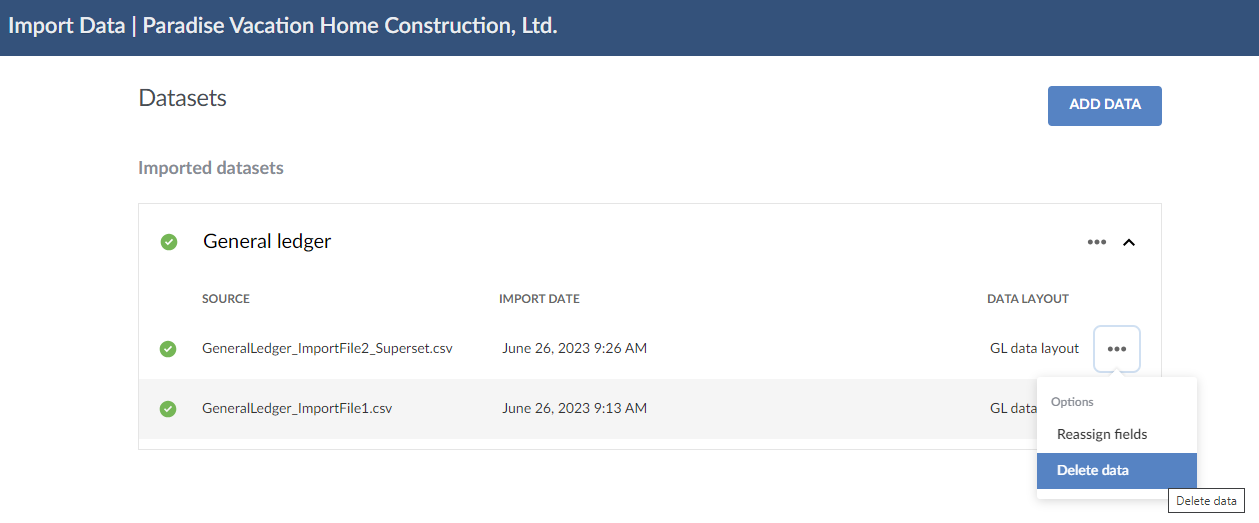 Import Data | Paradise Vacation Home Construction, Ltd.
Datasets
ADD DATA
Imported datasets
General ledger
SOURCE IMPORT DATE DATA LAYOUT
GeneralLedger_ImportFile2_Superset.csv June 26, 2023 9:26 AM GL data layout
GeneralLedger_ImportFile1.csv June 26, 2023 9:13 AM GL data
Options
Reassign fields
Delete data
Delete data